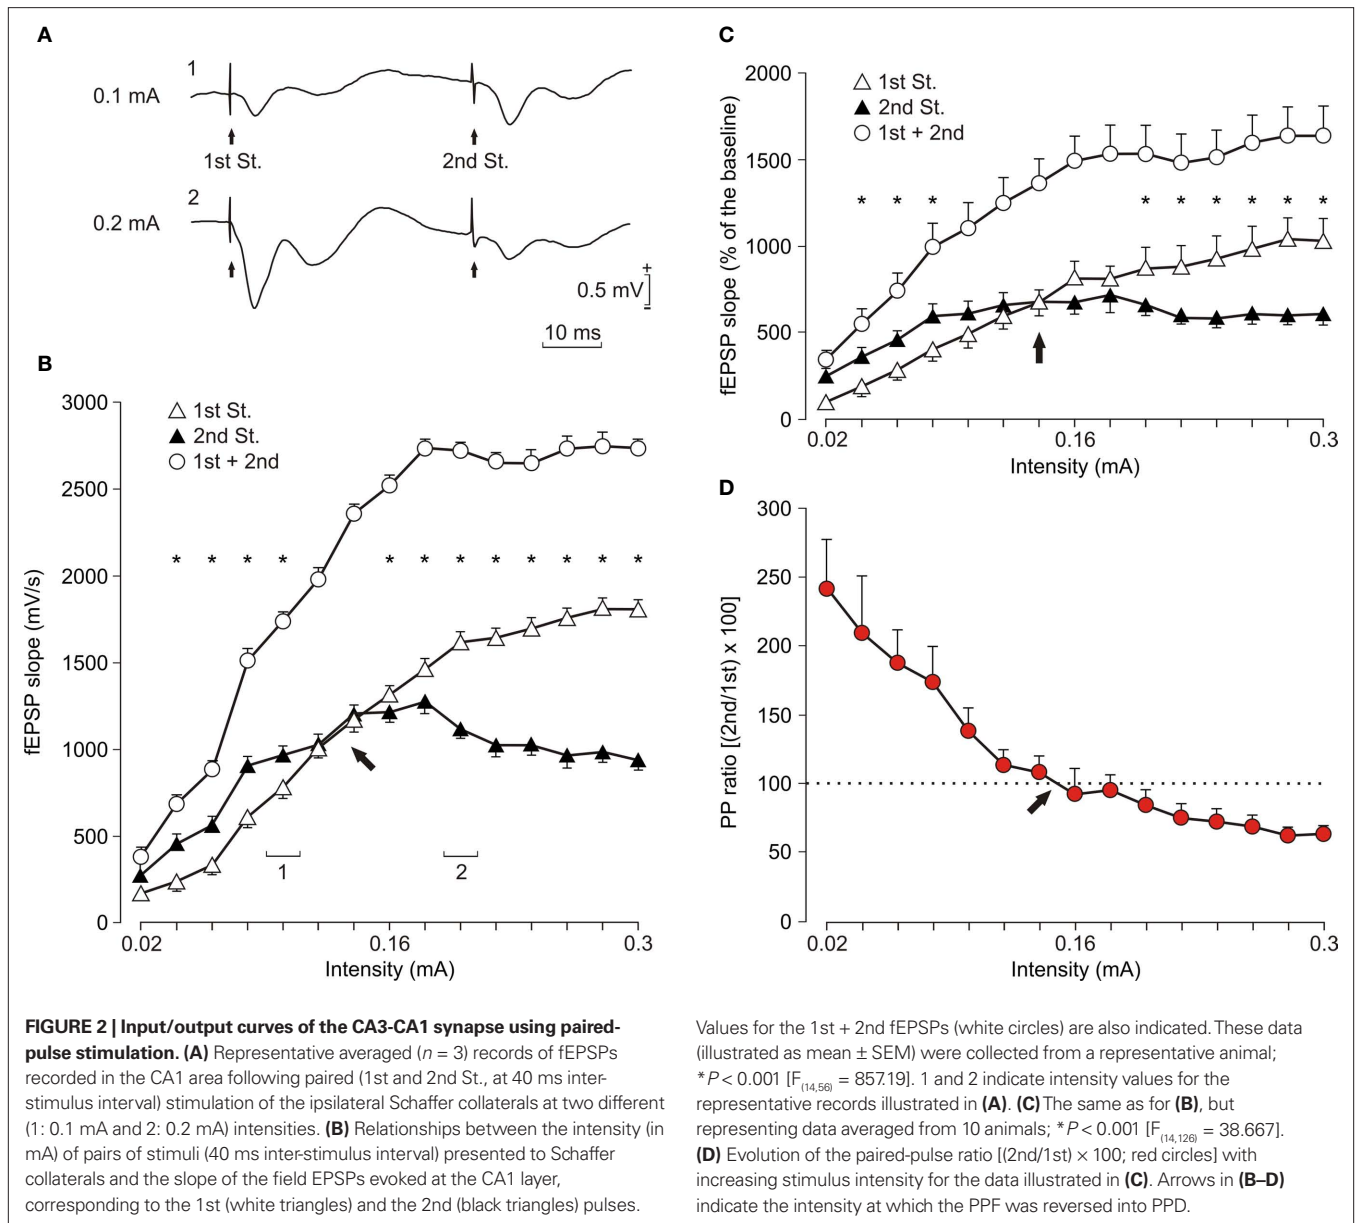 A
1
0.1 mA
1st St.
2nd St.
2
0.2 mA
+
0.5 mV
-
10 ms
B
3000
2500
2000
1500
1000
500
0
fEPSP slope (mV/s)
1st St.
2nd St.
1st + 2nd
* * * * * * * * * * * *
1
2
0.02
0.16
0.3
Intensity (mA)
C
2000
1500
1000
500
0
fEPSP slope (% of the baseline)
1st St.
2nd St.
1st + 2nd
* * * * * * * * *
0.02
0.16
0.3
Intensity (mA)
D
300
250
200
150
100
50
0
PP ratio [(2nd/1st) x 100]
0.02
0.16
0.3
Intensity (mA)
FIGURE 2 | Input/output curves of the CA3-CA1 synapse using paired-
pulse stimulation. (A) Representative averaged (n = 3) records of fEPSPs
recorded in the CA1 area following paired (1st and 2nd St., at 40 ms inter-
stimulus interval) stimulation of the ipsilateral Schaffer collaterals at two different
(1: 0.1 mA and 2: 0.2 mA) intensities. (B) Relationships between the intensity (in
mA) of pairs of stimuli (40 ms inter-stimulus interval) presented to Schaffer
collaterals and the slope of the field EPSPs evoked at the CA1 layer,
corresponding to the 1st (white triangles) and the 2nd (black triangles) pulses.
Values for the 1st + 2nd fEPSPs (white circles) are also indicated. These data
(illustrated as mean ± SEM) were collected from a representative animal;
*P < 0.001 [F(14,56) = 857.19]. 1 and 2 indicate intensity values for the
representative records illustrated in (A). (C) The same as for (B), but
representing data averaged from 10 animals; *P < 0.001 [F(14,126) = 38.667].
(D) Evolution of the paired-pulse ratio [(2nd/1st) × 100; red circles] with
increasing stimulus intensity for the data illustrated in (C). Arrows in (B–D)
indicate the intensity at which the PPF was reversed into PPD.